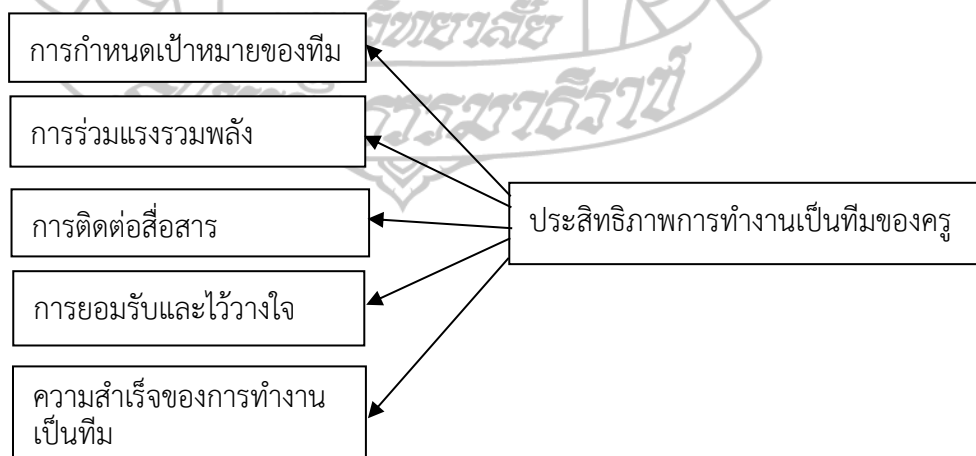 การกำหนดเป้าหมายของทีม
การร่วมแรงรวมพลัง
การติดต่อสื่อสาร
ประสิทธิภาพการทำงานเป็นทีมของครู
การยอมรับและไว้วางใจ
ความสำเร็จของการทำงาน
เป็นทีม